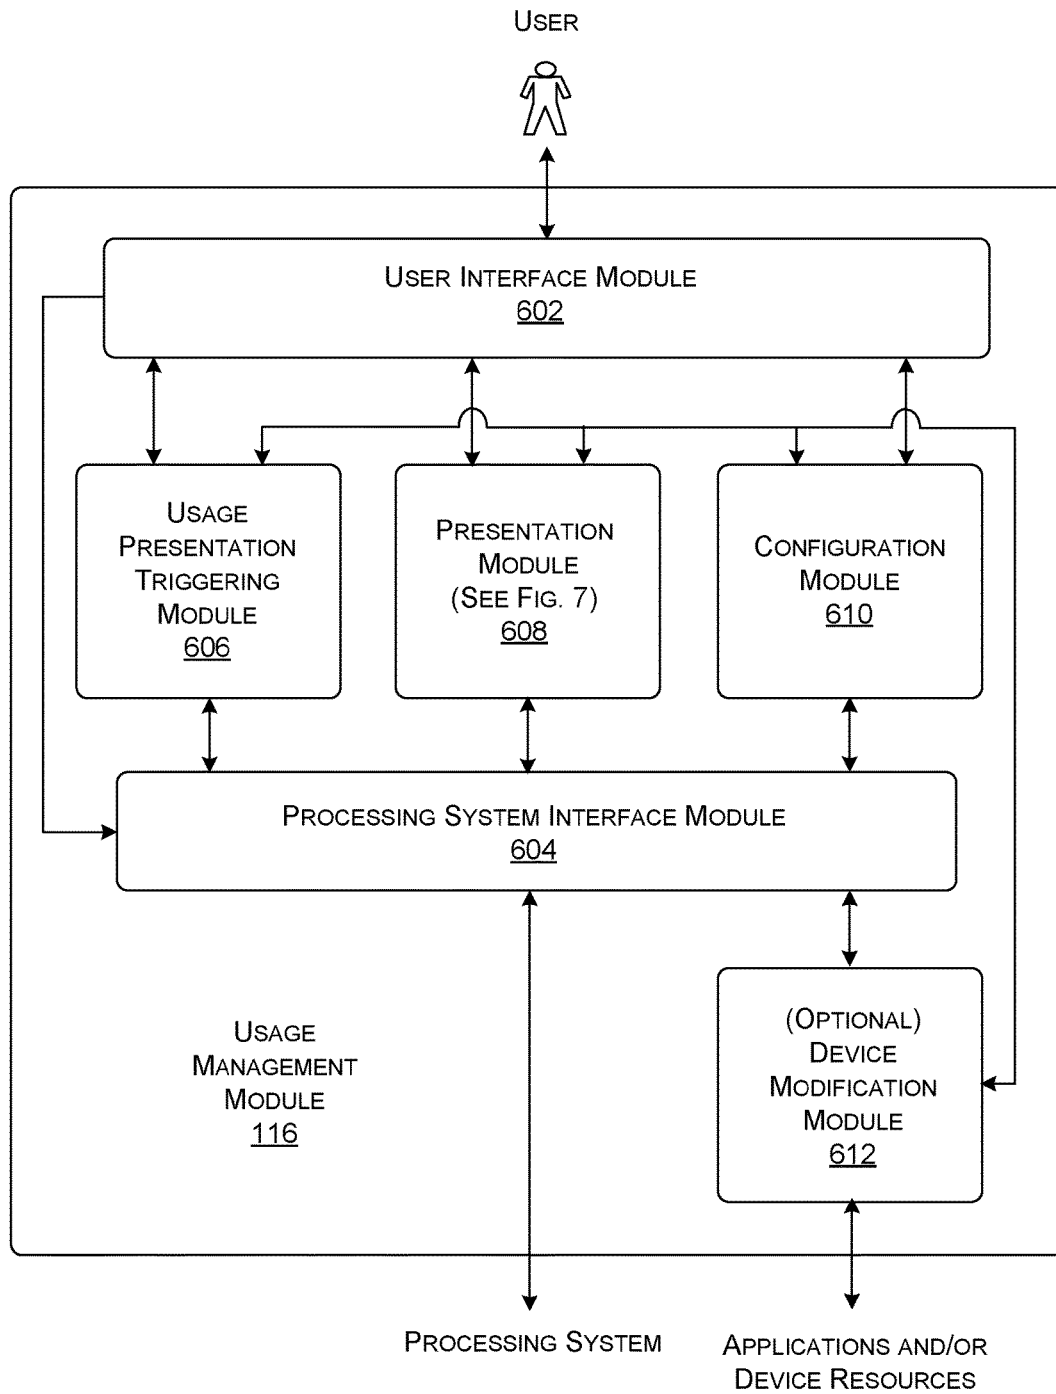 USER
USER INTERFACE MODULE
602
USAGE
PRESENTATION
TRIGGERING
MODULE
606
PRESENTATION
MODULE
(SEE FIG. 7)
608
CONFIGURATION
MODULE
610
PROCESSING SYSTEM INTERFACE MODULE
604
USAGE
MANAGEMENT
MODULE
116
(OPTIONAL)
DEVICE
MODIFICATION
MODULE
612
PROCESSING SYSTEM
APPLICATIONS AND/OR
DEVICE RESOURCES